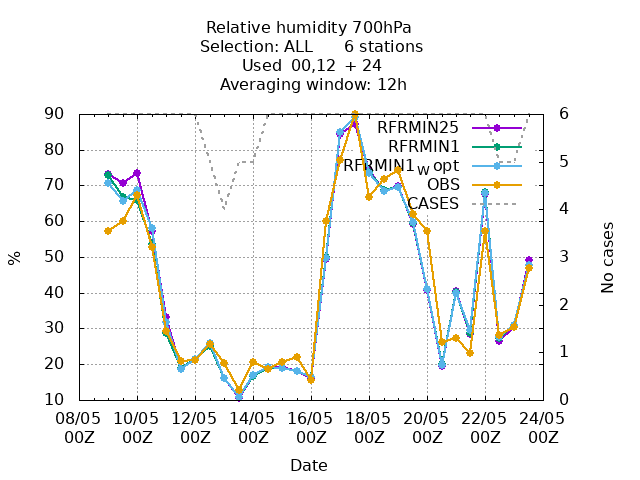 Relative humidity 700hPa
Selection: ALL 6 stations
Used 00,12 + 24
Averaging window: 12h
90
80
70
60
50
40
30
20
10
%
6
5
4
3
2
1
0
No cases
RFRMIN25
RFRMIN1
RFRMIN1w opt
OBS
CASES
08/05 10/05 12/05 14/05 16/05 18/05 20/05 22/05 24/05
00Z 00Z 00Z 00Z 00Z 00Z 00Z 00Z 00Z
Date